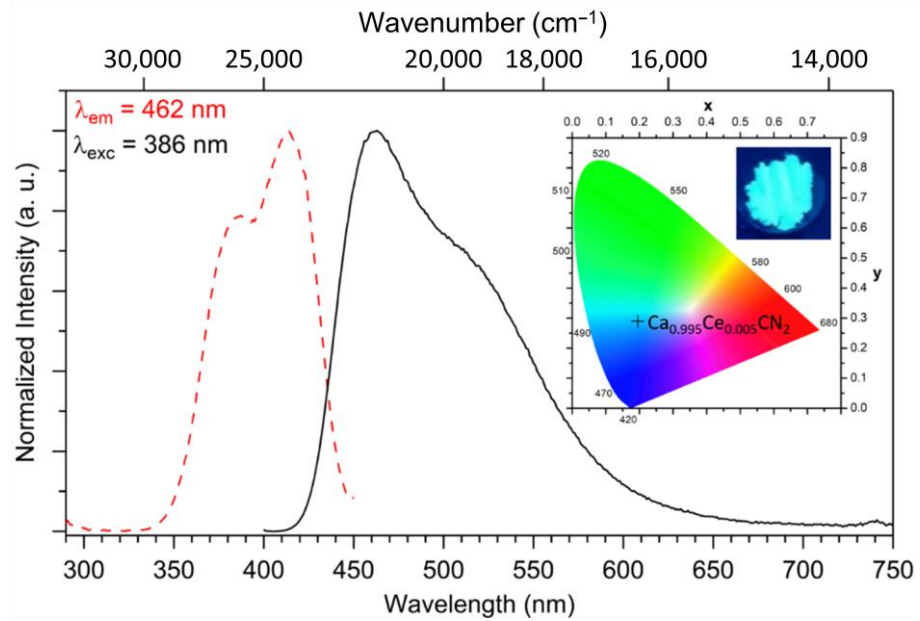 Wavenumber (cm⁻¹)
30,000 25,000 20,000 18,000 16,000 14,000
λem = 462 nm
λexc = 386 nm
x
0.0 0.1 0.2 0.3 0.4 0.5 0.6 0.7
0.9
0.8
0.7
0.6
0.5
y
0.4
0.3
0.2
0.1
0.0
520
510
550
500
580
600
490
680
470
420
+ Ca₀.₉₉₅Ce₀.₀₀₅CN₂
Normalized Intensity (a. u.)
300 350 400 450 500 550 600 650 700 750
Wavelength (nm)